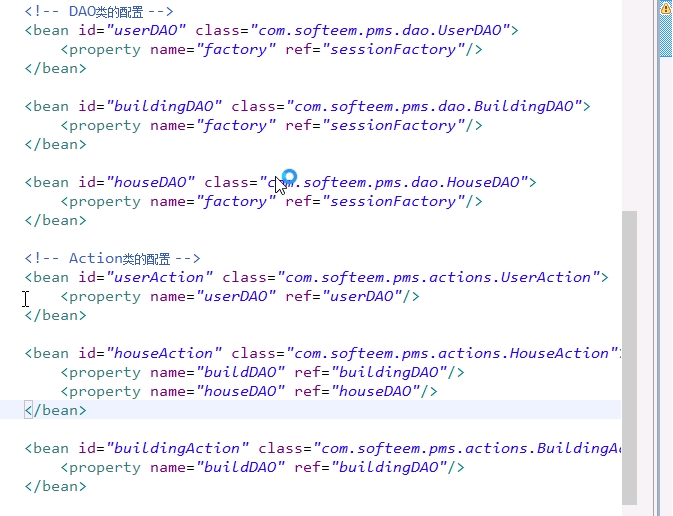 <!-- DAO类的配置 -->
<bean id="userDAO" class="com.softeem.pms.dao.UserDAO">
<property name="factory" ref="sessionFactory"/>
</bean>
<bean id="buildingDAO" class="com.softeem.pms.dao.BuildingDAO">
<property name="factory" ref="sessionFactory"/>
</bean>
<bean id="houseDAO" class="com.softeem.pms.dao.HouseDAO">
<property name="factory" ref="sessionFactory"/>
</bean>
<!-- Action类的配置 -->
<bean id="userAction" class="com.softeem.pms.actions.UserAction">
<property name="userDAO" ref="userDAO"/>
</bean>
<bean id="houseAction" class="com.softeem.pms.actions.HouseAction"
<property name="buildDAO" ref="buildingDAO"/>
<property name="houseDAO" ref="houseDAO"/>
</bean>
<bean id="buildingAction" class="com.softeem.pms.actions.BuildingA
<property name="buildDAO" ref="buildingDAO"/>
</bean>